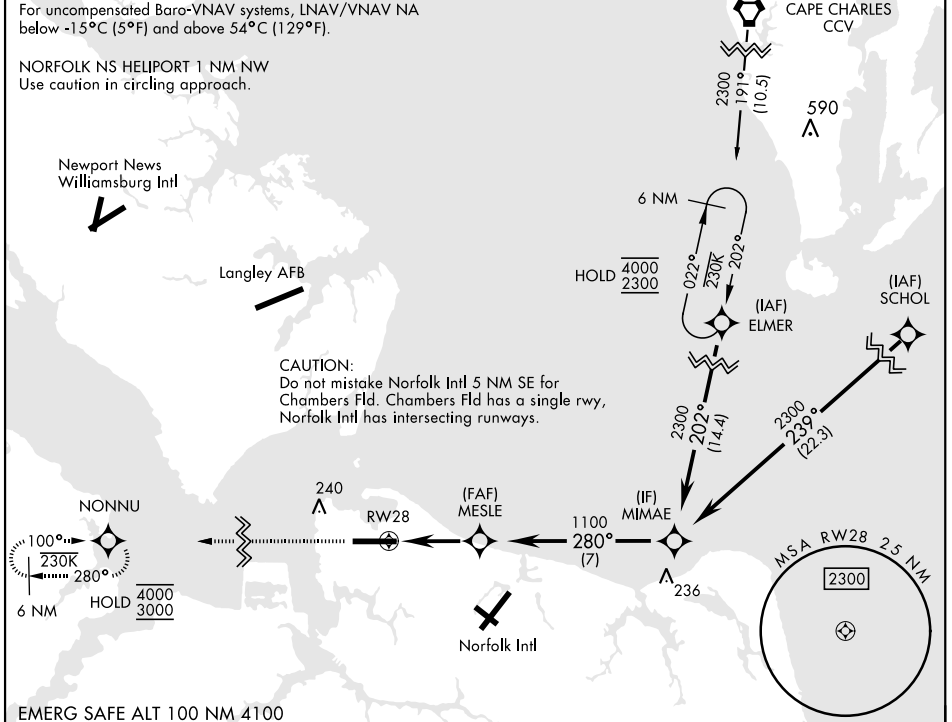 For uncompensated Baro-VNAV systems, LNAV/VNAV NA
below -15°C (5°F) and above 54°C (129°F).
NORFOLK NS HELIPORT 1 NM NW
Use caution in circling approach.
CAPE CHARLES
CCV
2300
191°
(10.5)
590
Newport News
Williamsburg Intl
6 NM
022°
230K
202°
HOLD
4000
2300
Langley AFB
(IAF)
ELMER
(IAF)
SCHOL
CAUTION:
Do not mistake Norfolk Intl 5 NM SE for
Chambers Fld. Chambers Fld has a single rwy,
Norfolk Intl has intersecting runways.
2300
202°
(14.4)
2300
239°
(22.3)
NONNU
240
RW28
(FAF)
MESLE
(IF)
MIMAE
1100
280°
(7)
100°
230K
280°
6 NM
HOLD
4000
3000
236
Norfolk Intl
MSA RW28 25 NM
2300
EMERG SAFE ALT 100 NM 4100